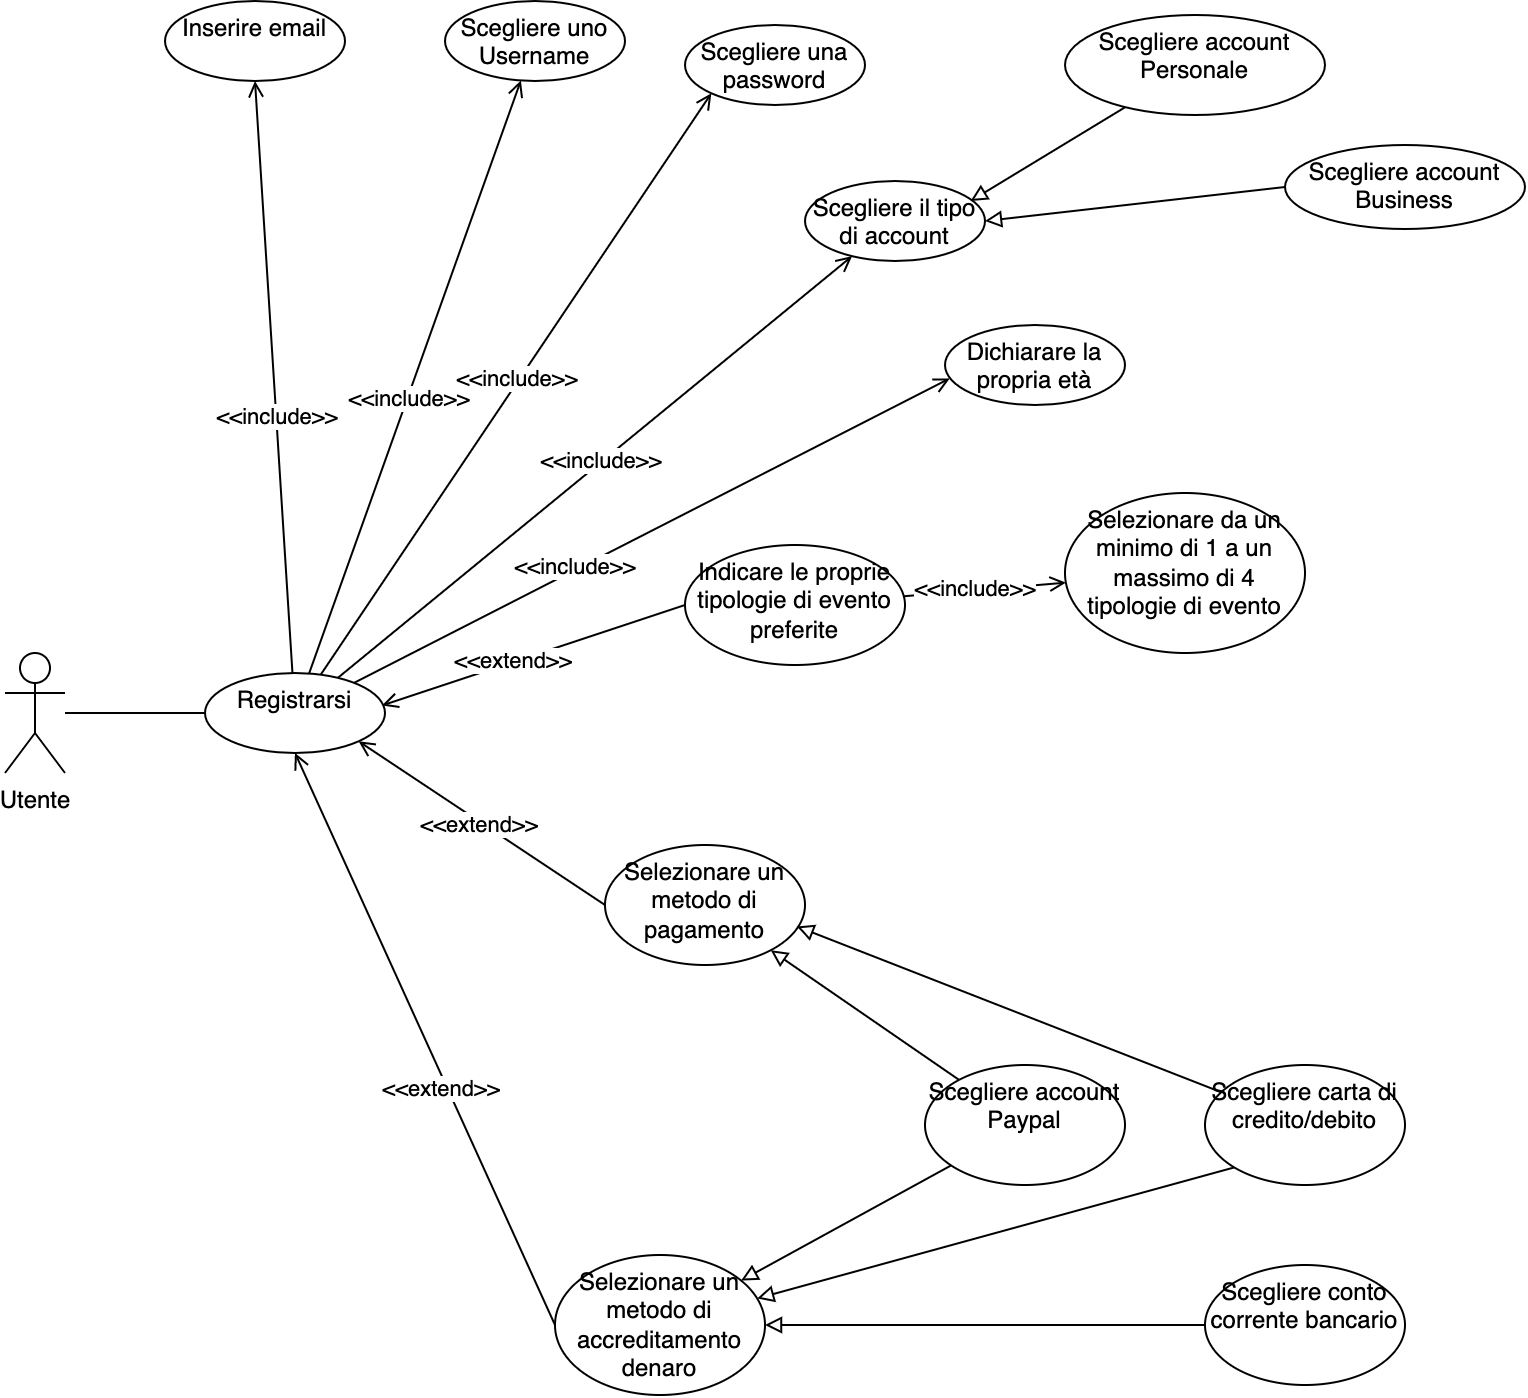 Inserire email
Scegliere uno
Username
Scegliere una
password
Scegliere account
Personale
Scegliere account
Business
Scegliere il tipo
di account
Dichiarare la
propria età
<<include>>
<<include>>
<<include>>
<<include>>
<<include>>
Indicare le proprie
tipologie di evento
preferite
<<include>>
Selezionare da un
minimo di 1 a un
massimo di 4
tipologie di evento
<<extend>>
Registrarsi
Utente
<<extend>>
Selezionare un
metodo di
pagamento
<<extend>>
Scegliere account
Paypal
Scegliere carta di
credito/debito
Selezionare un
metodo di
accreditamento
denaro
Scegliere conto
corrente bancario